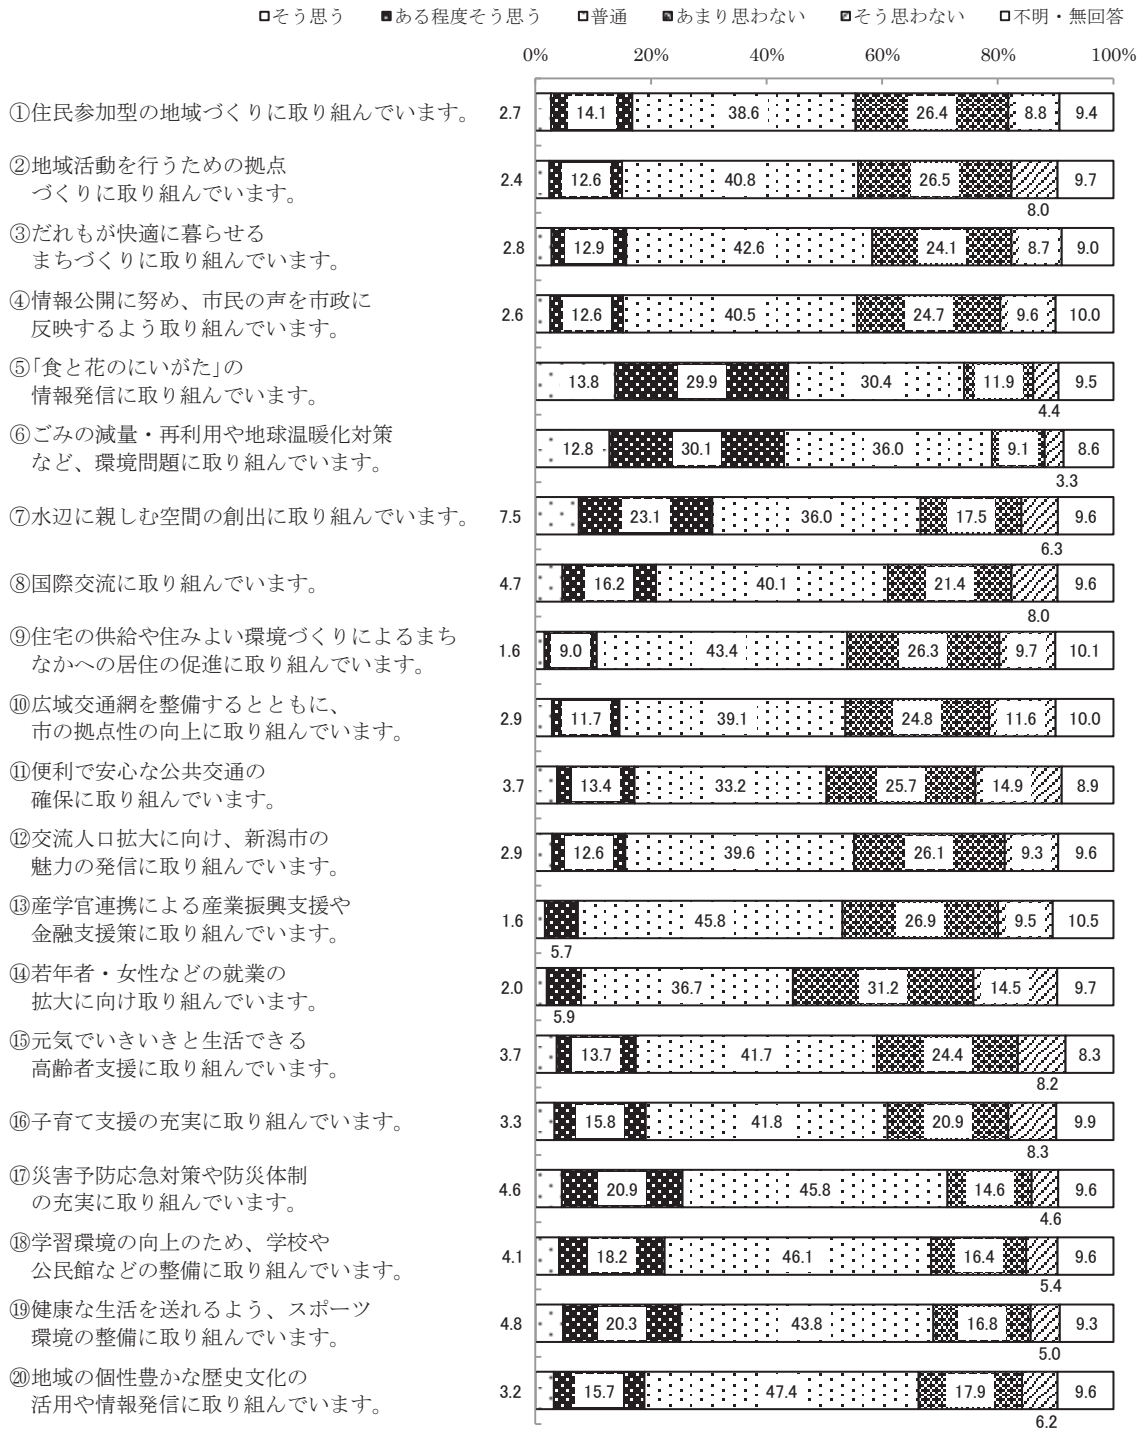 □そう思う ■ある程度そう思う □普通 ■あまり思わない □そう思わない □不明・無回答
0% 20% 40% 60% 80% 100%
①住民参加型の地域づくりに取り組んでいます。 2.7 14.1 38.6 26.4 8.8 9.4
②地域活動を行うための拠点
づくりに取り組んでいます。 2.4 12.6 40.8 26.5 9.7
8.0
③だれもが快適に暮らせる
まちづくりに取り組んでいます。 2.8 12.9 42.6 24.1 8.7 9.0
④情報公開に努め、市民の声を市政に
反映するよう取り組んでいます。 2.6 12.6 40.5 24.7 9.6 10.0
⑤「食と花のにいがた」の
情報発信に取り組んでいます。 13.8 29.9 30.4 11.9 9.5
4.4
⑥ごみの減量・再利用や地球温暖化対策
など、環境問題に取り組んでいます。 12.8 30.1 36.0 9.1 8.6
3.3
⑦水辺に親しむ空間の創出に取り組んでいます。 7.5 23.1 36.0 17.5 9.6
6.3
⑧国際交流に取り組んでいます。 4.7 16.2 40.1 21.4 9.6
8.0
⑨住宅の供給や住みよい環境づくりによるまち
なかへの居住の促進に取り組んでいます。 1.6 9.0 43.4 26.3 9.7 10.1
⑩広域交通網を整備するとともに、
市の拠点性の向上に取り組んでいます。 2.9 11.7 39.1 24.8 11.6 10.0
⑪便利で安心な公共交通の
確保に取り組んでいます。 3.7 13.4 33.2 25.7 14.9 8.9
⑫交流人口拡大に向け、新潟市の
魅力の発信に取り組んでいます。 2.9 12.6 39.6 26.1 9.3 9.6
⑬産学官連携による産業振興支援や
金融支援策に取り組んでいます。 1.6 45.8 26.9 9.5 10.5
5.7
⑭若年者・女性などの就業の
拡大に向け取り組んでいます。 2.0 36.7 31.2 14.5 9.7
5.9
⑮元気でいきいきと生活できる
高齢者支援に取り組んでいます。 3.7 13.7 41.7 24.4 8.3
8.2
⑯子育て支援の充実に取り組んでいます。 3.3 15.8 41.8 20.9 9.9
8.3
⑰災害予防応急対策や防災体制
の充実に取り組んでいます。 4.6 20.9 45.8 14.6 9.6
4.6
⑱学習環境の向上のため、学校や
公民館などの整備に取り組んでいます。 4.1 18.2 46.1 16.4 9.6
5.4
⑲健康な生活を送れるよう、スポーツ
環境の整備に取り組んでいます。 4.8 20.3 43.8 16.8 9.3
5.0
⑳地域の個性豊かな歴史文化の
活用や情報発信に取り組んでいます。 3.2 15.7 47.4 17.9 9.6
6.2